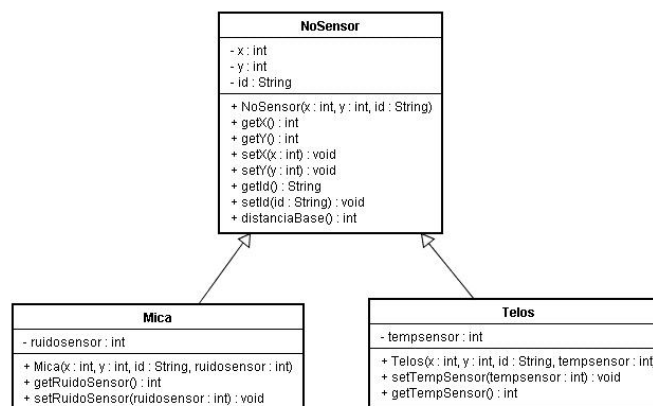 NoSensor
- x : int
- y : int
- id : String
+ NoSensor(x : int, y : int, id : String)
+ getX() : int
+ getY() : int
+ setX(x : int) : void
+ setY(y : int) : void
+ getId() : String
+ setId(id : String) : void
+ distanciaBase() : int
Mica
- ruidosensor : int
+ Mica(x : int, y : int, id : String, ruidosensor : int)
+ getRuidoSensor() : int
+ setRuidoSensor(ruidosensor : int) : void
Telos
- tempsensor : int
+ Telos(x : int, y : int, id : String, tempsensor : int
+ setTempSensor(tempsensor : int) : void
+ getTempSensor() : int